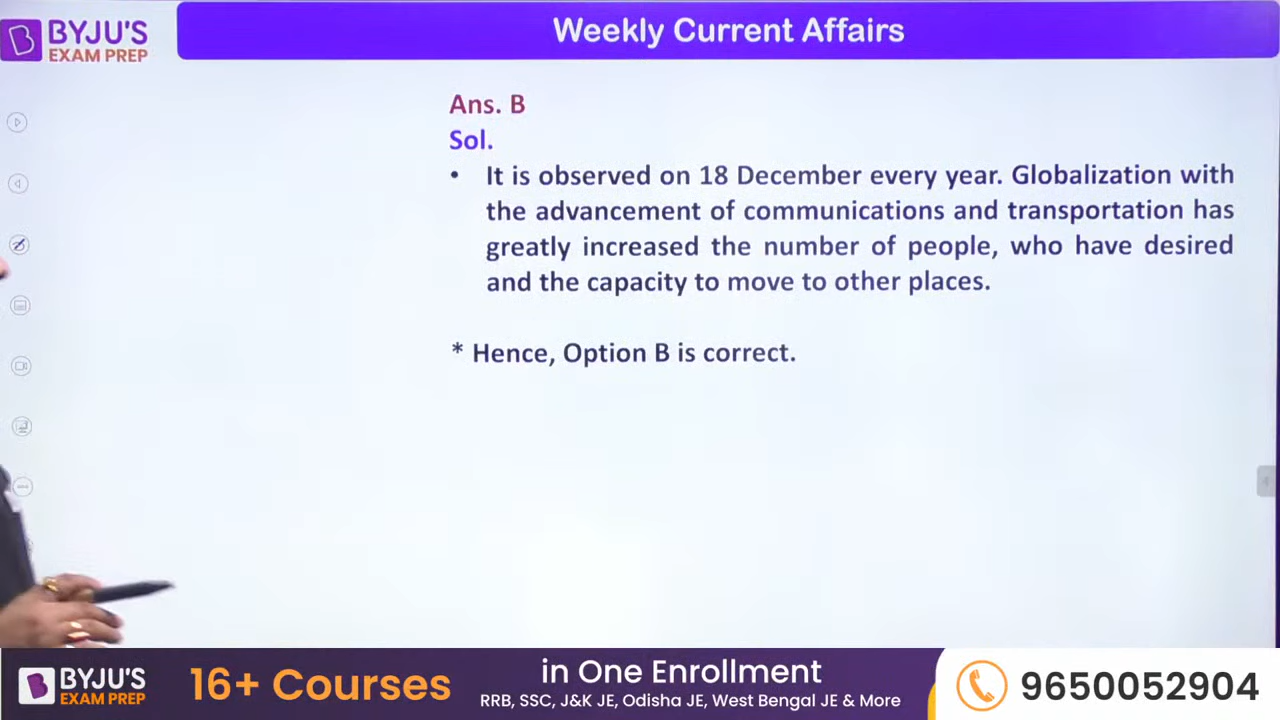 BYJU'S
EXAM PREP
Weekly Current Affairs
Ans. B
Sol.
• It is observed on 18 December every year. Globalization with
the advancement of communications and transportation has
greatly increased the number of people, who have desired
and the capacity to move to other places.
* Hence, Option B is correct.
BYJU'S
EXAM PREP
16+ Courses
in One Enrollment
RRB, SSC, J&K JE, Odisha JE, West Bengal JE & More
9650052904